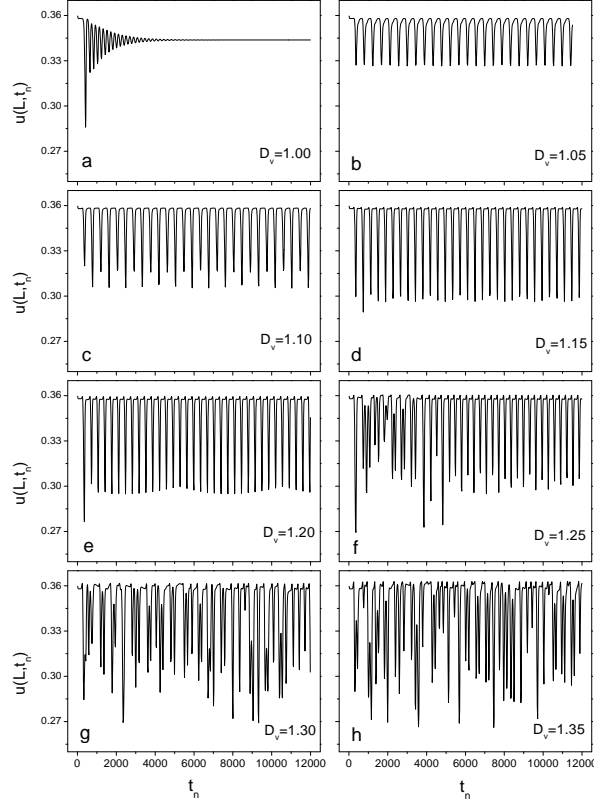 0.36
0.33
0.30
0.27
u(L,t_n)
a
D_v=1.00
b
D_v=1.05
0.36
0.33
0.30
0.27
u(L,t_n)
c
D_v=1.10
d
D_v=1.15
0.36
0.33
0.30
0.27
u(L,t_n)
e
D_v=1.20
f
D_v=1.25
0.36
0.33
0.30
0.27
u(L,t_n)
g
D_v=1.30
h
D_v=1.35
0 2000 4000 6000 8000 10000 12000
0 2000 4000 6000 8000 10000 12000
t_n
t_n